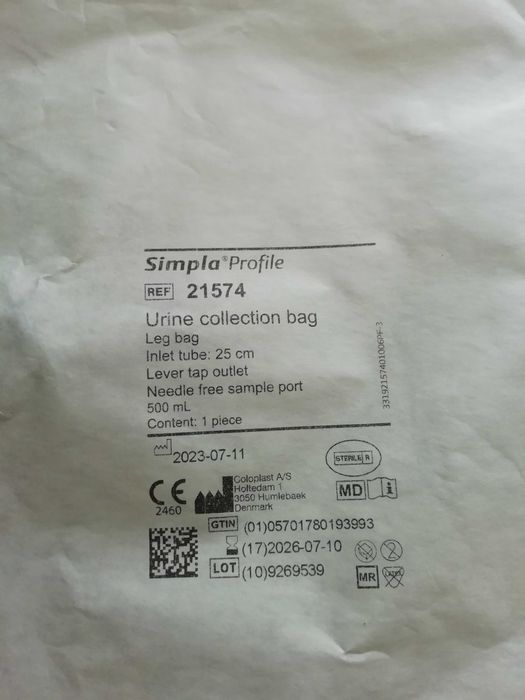 Simpla® Profile
REF 21574
Urine collection bag
Leg bag
Inlet tube: 25 cm
Lever tap outlet
Needle free sample port
500 mL
Content: 1 piece
2023-07-11
STERILE R
CE
2460
Coloplast A/S
Holtedam 1
3050 Humlebaek
Denmark
MD
GTIN (01)05701780193993
(17)2026-07-10
LOT (10)9269539
2
MR
LATEX